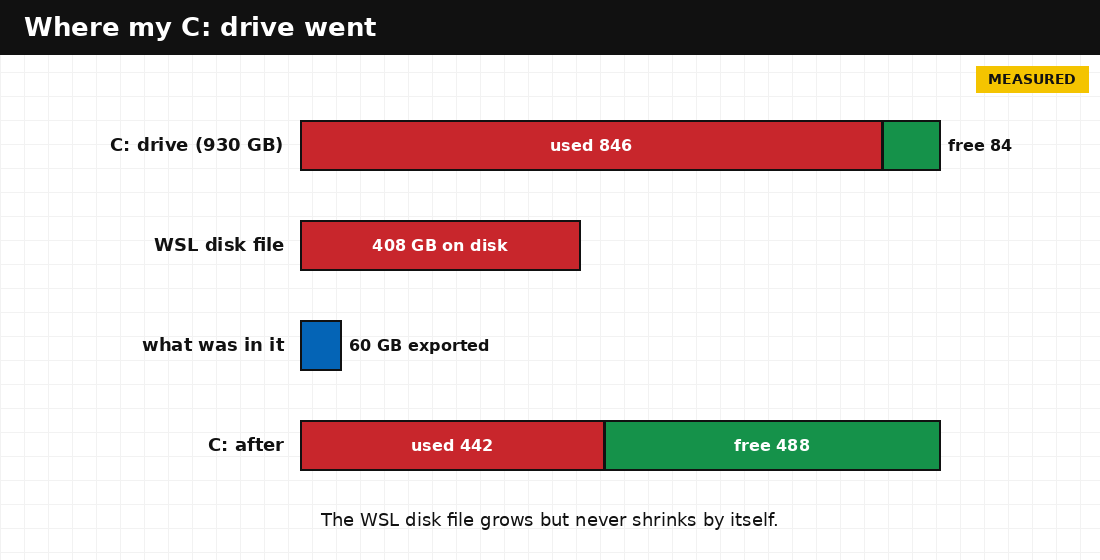 Where my C: drive went
MEASURED
C: drive (930 GB)
used 846
free 84
WSL disk file
408 GB on disk
what was in it
60 GB exported
C: after
used 442
free 488
The WSL disk file grows but never shrinks by itself.